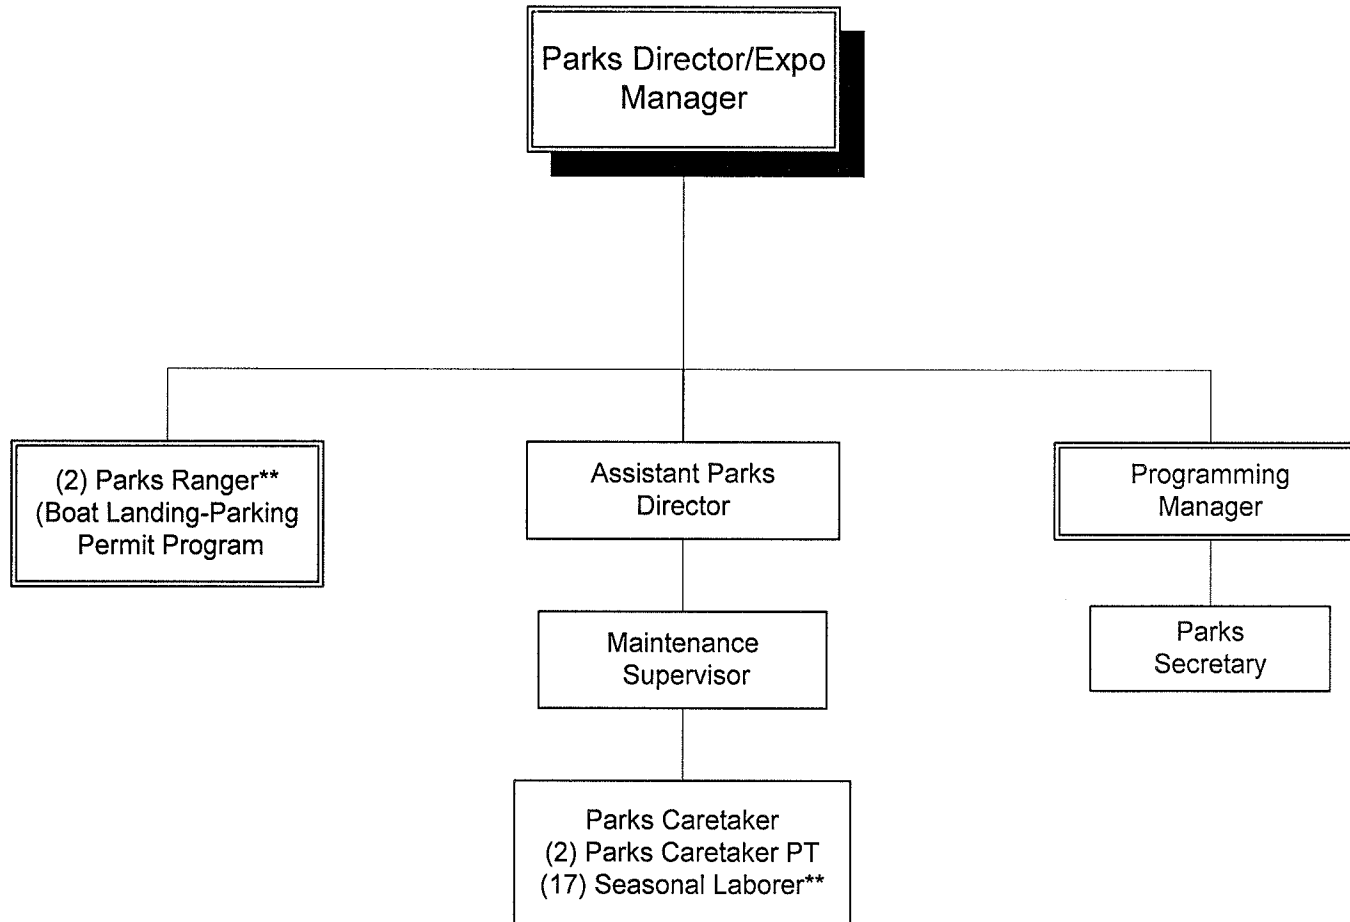 Parks Director/Expo
Manager
(2) Parks Ranger**
(Boat Landing-Parking
Permit Program
Assistant Parks
Director
Programming
Manager
Maintenance
Supervisor
Parks
Secretary
Parks Caretaker
(2) Parks Caretaker PT
(17) Seasonal Laborer**